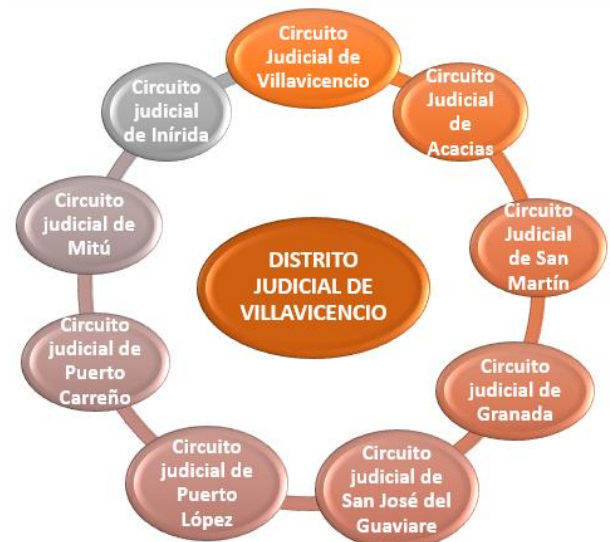 Circuito
Judicial de
Villavicencio
Circuito
Judicial
de
Acacias
Circuito
Judicial
de San
Martín
Circuito
judicial de
Granada
Circuito
judicial de
San José del
Guaviare
Circuito
judicial de
Puerto
López
Circuito
judicial de
Puerto
Carreño
Circuito
judicial de
Mitú
Circuito
judicial
de Inírida
DISTRITO
JUDICIAL DE
VILLAVICENCIO